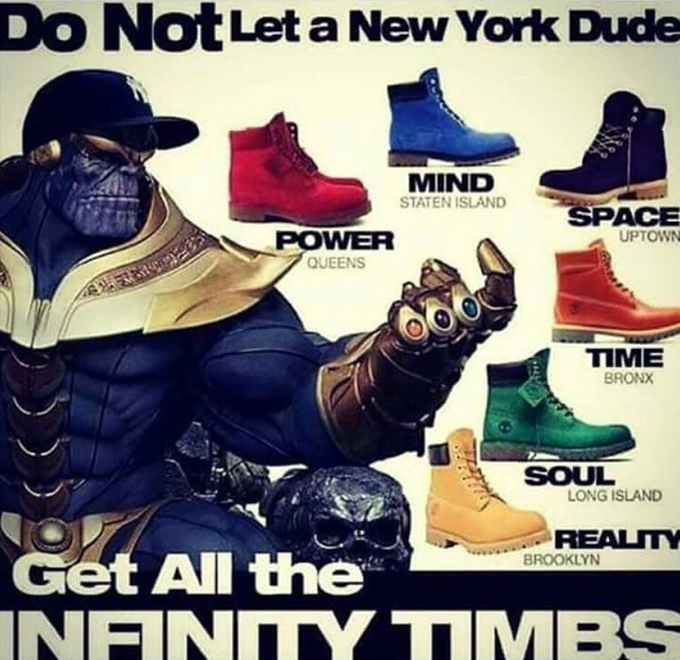 Do Not Let a New York Dude
MIND
STATEN ISLAND
SPACE
UPTOWN
POWER
QUEENS
TIME
BRONX
SOUL
LONG ISLAND
REALITY
BROOKLYN
Get All the
INFINITY TIMBS